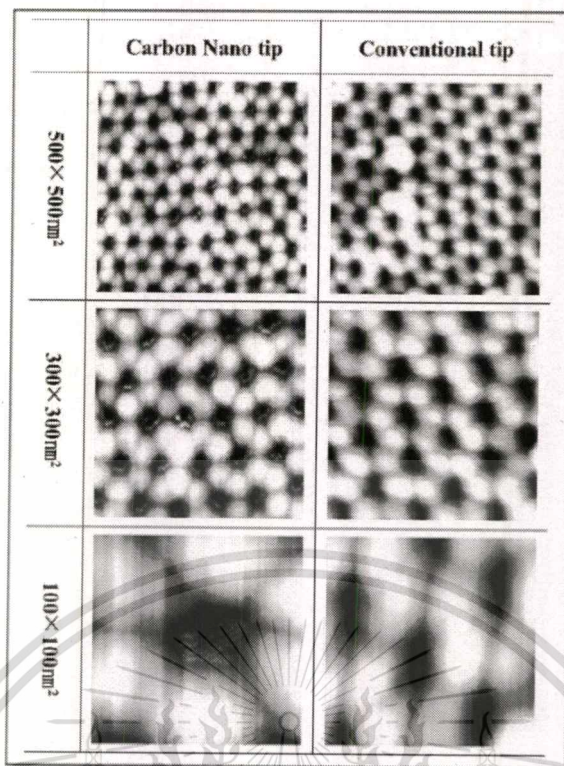 Carbon Nano tip
Conventional tip
500×500nm²
300×300nm²
100×100nm²